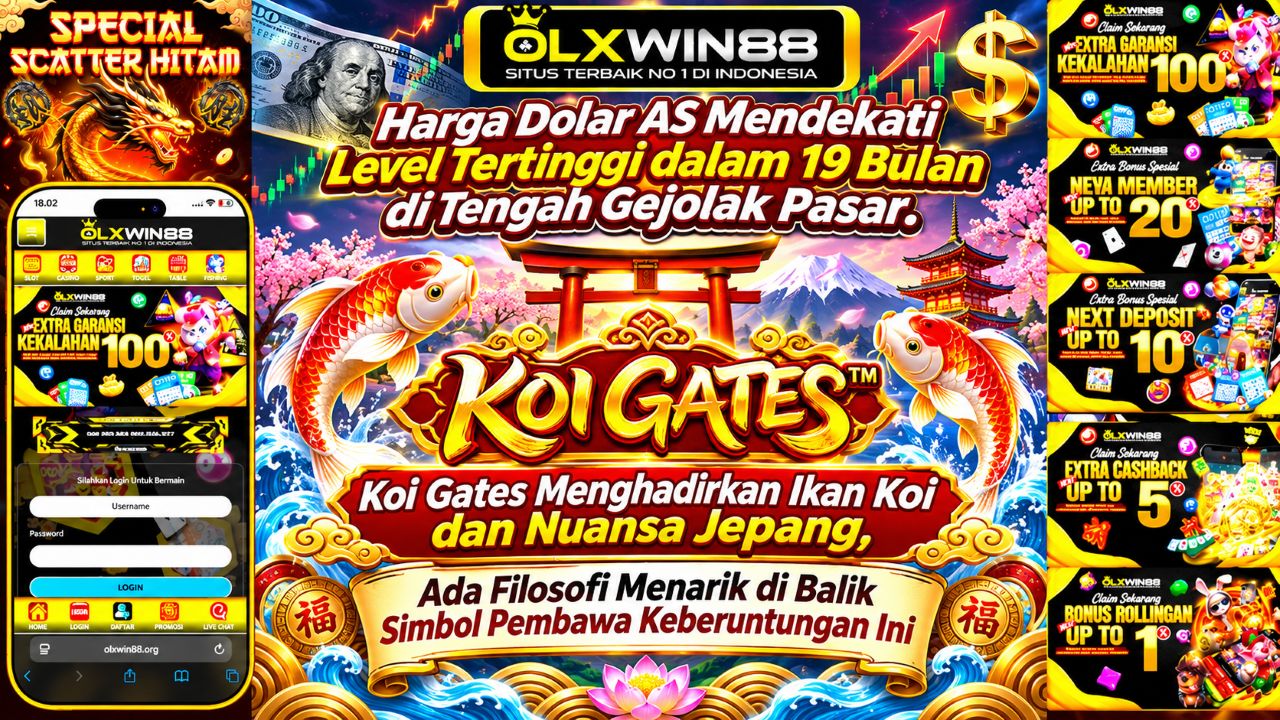 SPECIAL
SCATTER HITAM
18.02
OLXWIN88
SITUS TERBAIK NO 1 DI INDONESIA
SLOT
CASINO
SPORT
TOGEL
TABLE
FISHING
OLXWIN88
Claim Sekarang
EXTRA GARANSI
KEKALAHAN 100
Silahkan Login Untuk Bermain
Username
Password
LOGIN
HOME
LOGIN
DAFTAR
PROMOSI
LIVE CHAT
olxwin88.org
OLXWIN88
SITUS TERBAIK NO 1 DI INDONESIA
Harga Dolar AS Mendekati
Level Tertinggi dalam 19 Bulan
di Tengah Gejolak Pasar.
KOI GATES™
Koi Gates Menghadirkan Ikan Koi
dan Nuansa Jepang,
Ada Filosofi Menarik di Balik
Simbol Pembawa Keberuntungan Ini
福
福
OLXWIN88
Claim Sekarang
EXTRA GARANSI
KEKALAHAN 100
OLXWIN88
Extra Bonus Spesial
NEVA MEMBER
UP TO 20
OLXWIN88
Extra Bonus Spesial
NEXT DEPOSIT
UP TO 10
OLXWIN88
Claim Sekarang
EXTRA CASHBACK
UP TO 5
OLXWIN88
Claim Sekarang
BONUS ROLLINGAN
UP TO 1